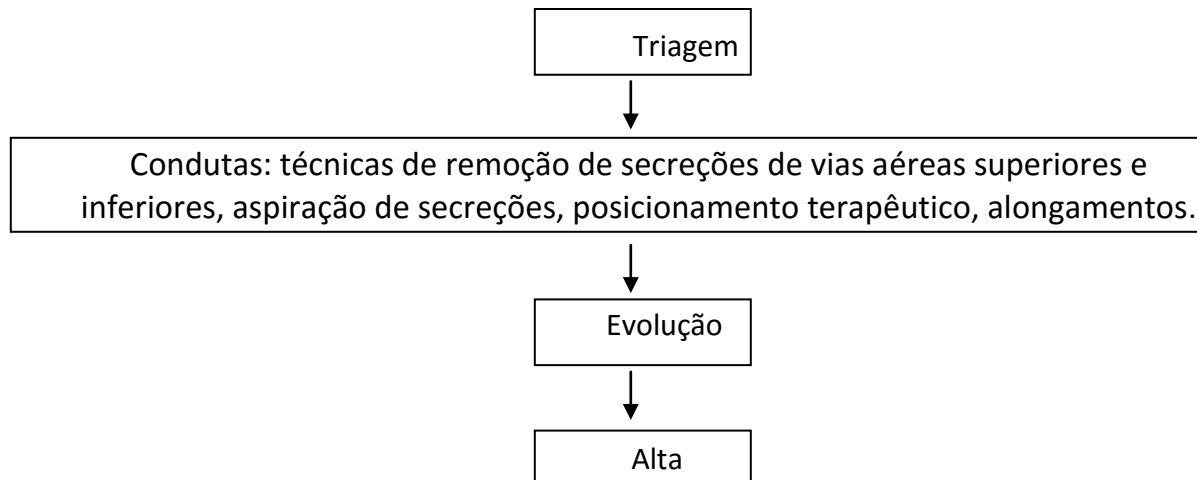 Triagem
Condutas: técnicas de remoção de secreções de vias aéreas superiores e
inferiores, aspiração de secreções, posicionamento terapêutico, alongamentos.
Evolução
Alta